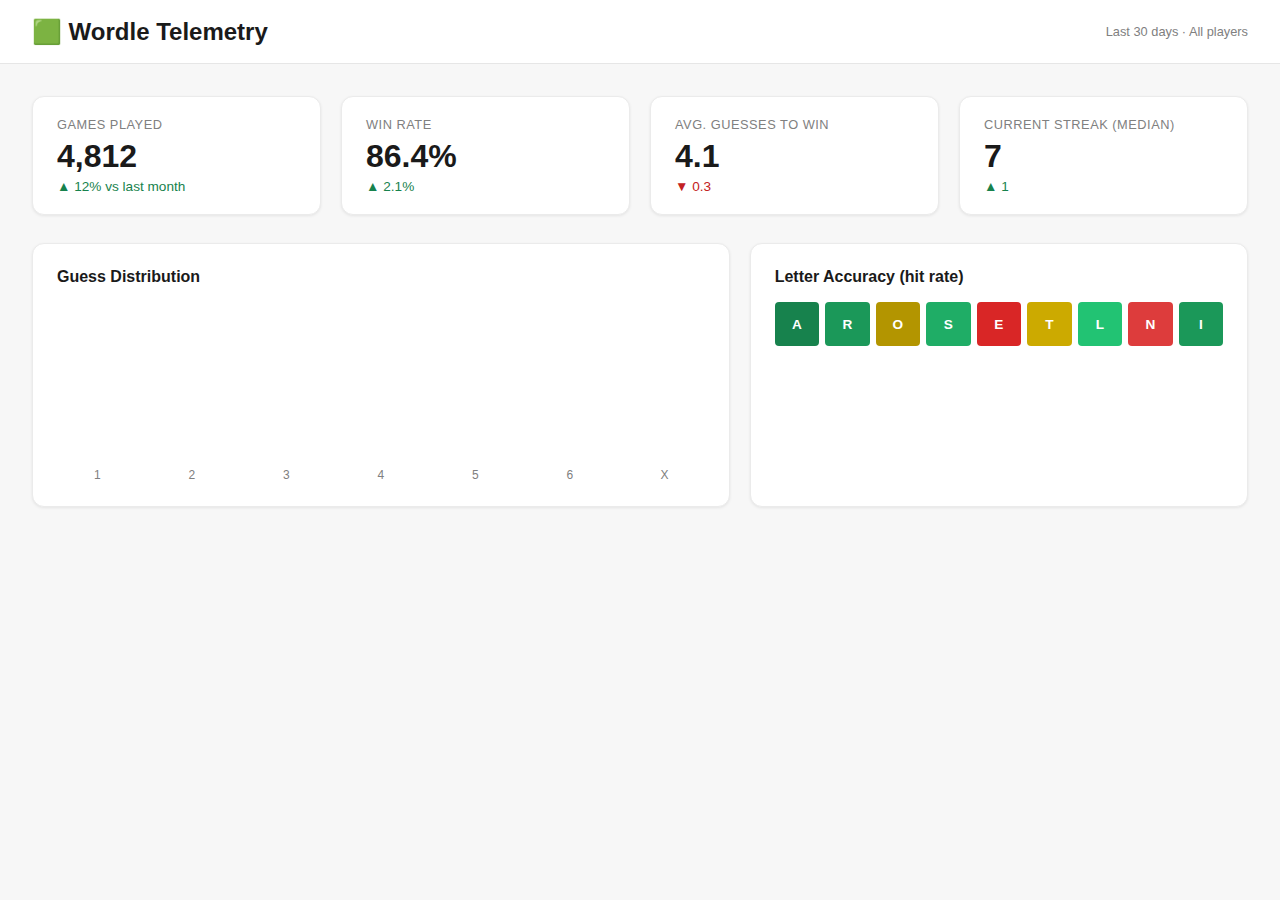 🟩 Wordle Telemetry
Last 30 days · All players
GAMES PLAYED
4,812
▲ 12% vs last month
WIN RATE
86.4%
▲ 2.1%
AVG. GUESSES TO WIN
4.1
▼ 0.3
CURRENT STREAK (MEDIAN)
7
▲ 1
Guess Distribution
1 2 3 4 5 6 X
Letter Accuracy (hit rate)
A R O S E T L N I